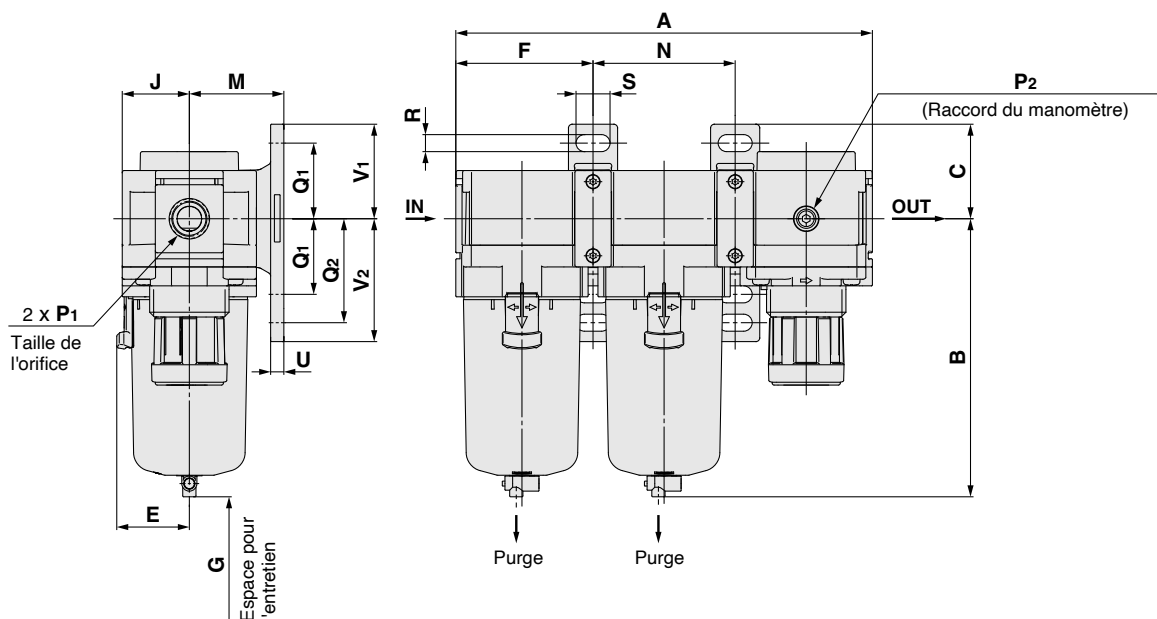 A
F
N
J
M
S
P2
(Raccord du manomètre)
R
C
Q1
V1
IN
OUT
Q1
Q2
V2
2 x P1
Taille de
l'orifice
U
B
E
G
Espace pour
l'entretien
Purge
Purge